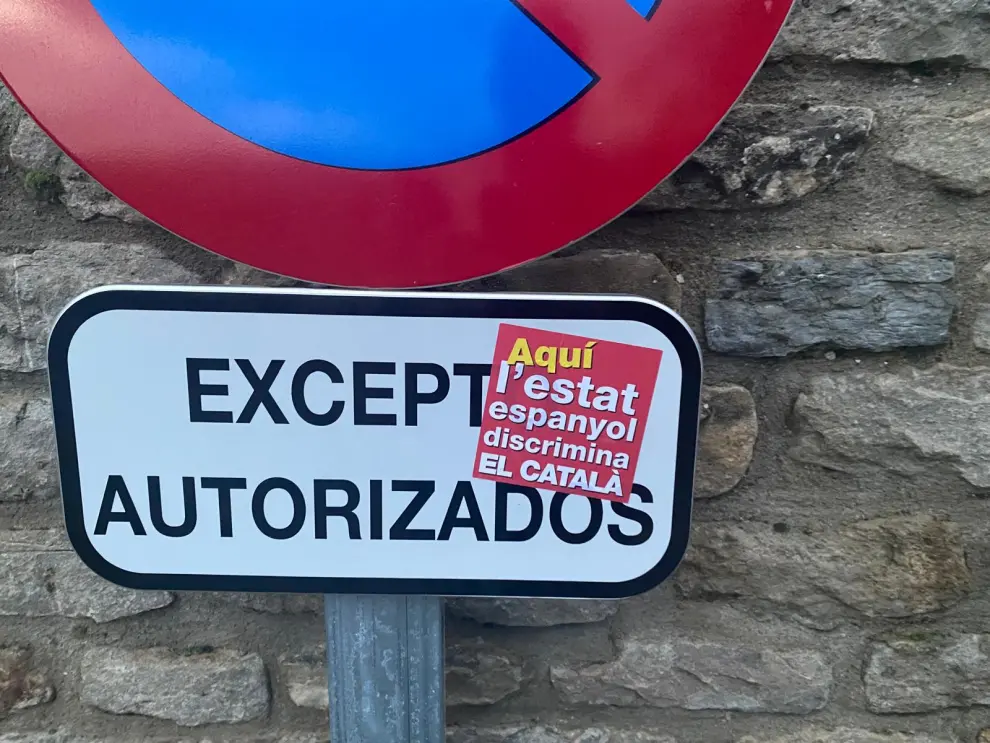 EXCEPT
AUTORIZADOS
Aquí
l'estat
espanyol
discrimina
EL CATALÀ